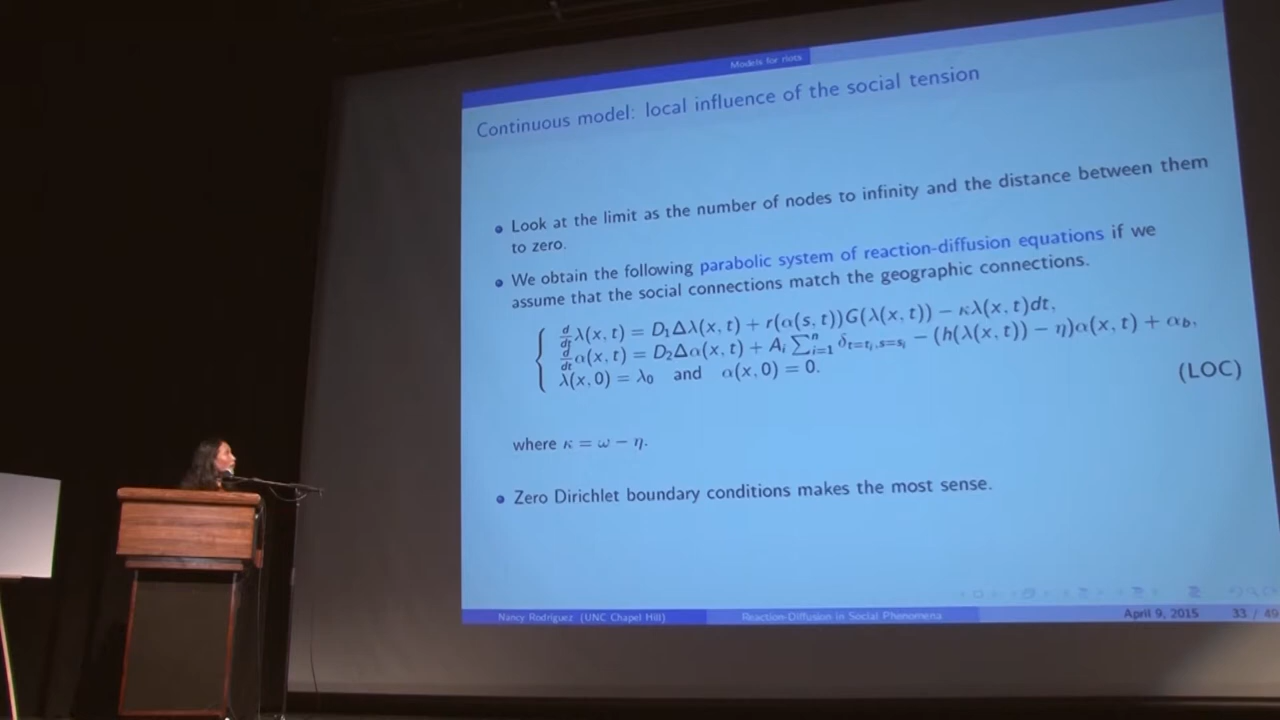 Models for riots
Continuous model: local influence of the social tension
Look at the limit as the number of nodes to infinity and the distance between them
to zero.
We obtain the following parabolic system of reaction-diffusion equations if we
assume that the social connections match the geographic connections.
d/dt λ(x, t) = D₁Δλ(x, t) + r(α(s, t))G(λ(x, t)) − κλ(x, t)dt,
d/dt α(x, t) = D₂Δα(x, t) + Aᵢ ∑ⁿᵢ₌₁ δ_{t=tᵢ,s=sᵢ} − (h(λ(x, t)) − η)α(x, t) + α_b,
λ(x, 0) = λ₀ and α(x, 0) = 0.
(LOC)
where κ = ω − η.
Zero Dirichlet boundary conditions makes the most sense.
Nancy Rodriguez (UNC Chapel Hill) Reaction-Diffusion in Social Phenomena April 9, 2015 33 / 49